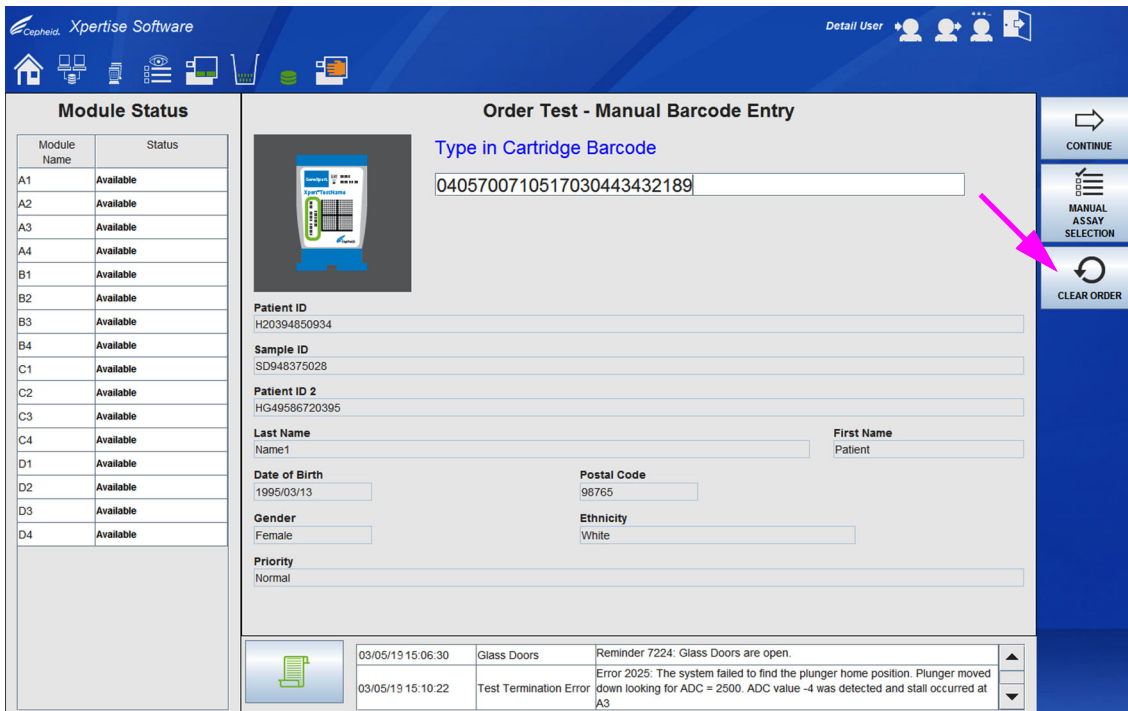 Cepheid. Xpertise Software
Detail User
Module Status
Module Name Status
A1 Available
A2 Available
A3 Available
A4 Available
B1 Available
B2 Available
B3 Available
B4 Available
C1 Available
C2 Available
C3 Available
C4 Available
D1 Available
D2 Available
D3 Available
D4 Available
Order Test - Manual Barcode Entry
Type in Cartridge Barcode
0405700710517030443432189
GeneXpert
Xpert®TestName
Cepheid
Patient ID
H20394850934
Sample ID
SD948375028
Patient ID 2
HG49586720395
Last Name First Name
Name1 Patient
Date of Birth Postal Code
1995/03/13 98765
Gender Ethnicity
Female White
Priority
Normal
03/05/19 15:06:30 Glass Doors Reminder 7224: Glass Doors are open.
03/05/19 15:10:22 Test Termination Error Error 2025: The system failed to find the plunger home position. Plunger moved
down looking for ADC = 2500. ADC value -4 was detected and stall occurred at
A3
CONTINUE
MANUAL
ASSAY
SELECTION
CLEAR ORDER